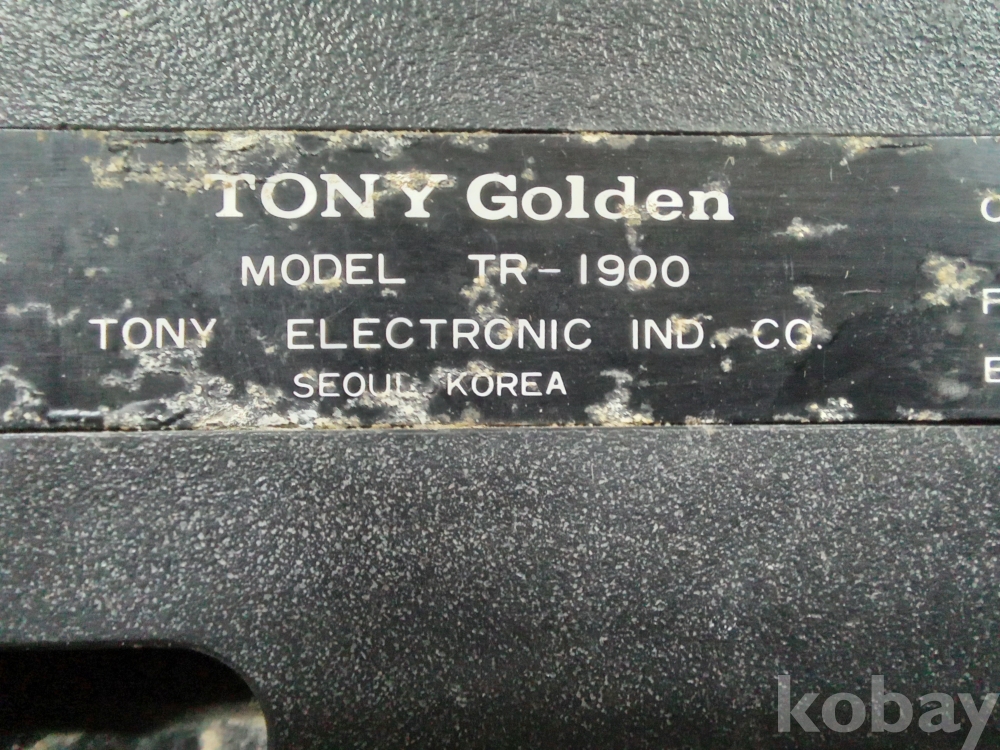 TONY Golden
MODEL TR-1900
TONY ELECTRONIC IND. CO.
SEOUL KOREA
kobay